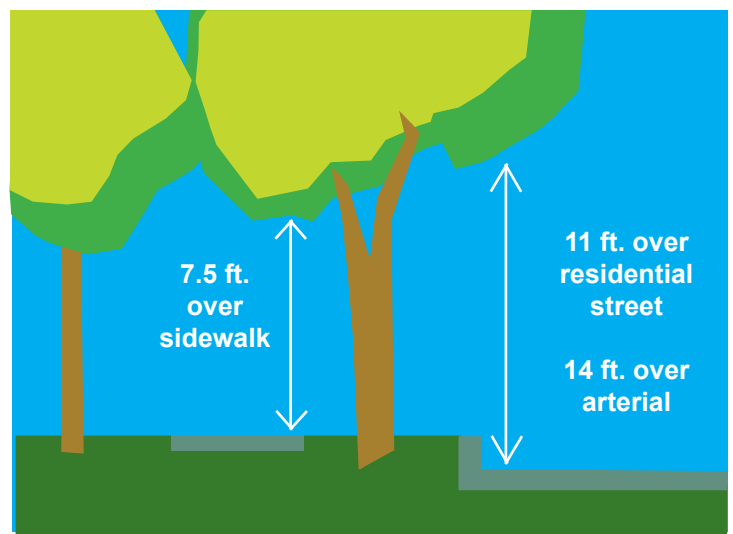 7.5 ft.
over
sidewalk
11 ft. over
residential
street
14 ft. over
arterial